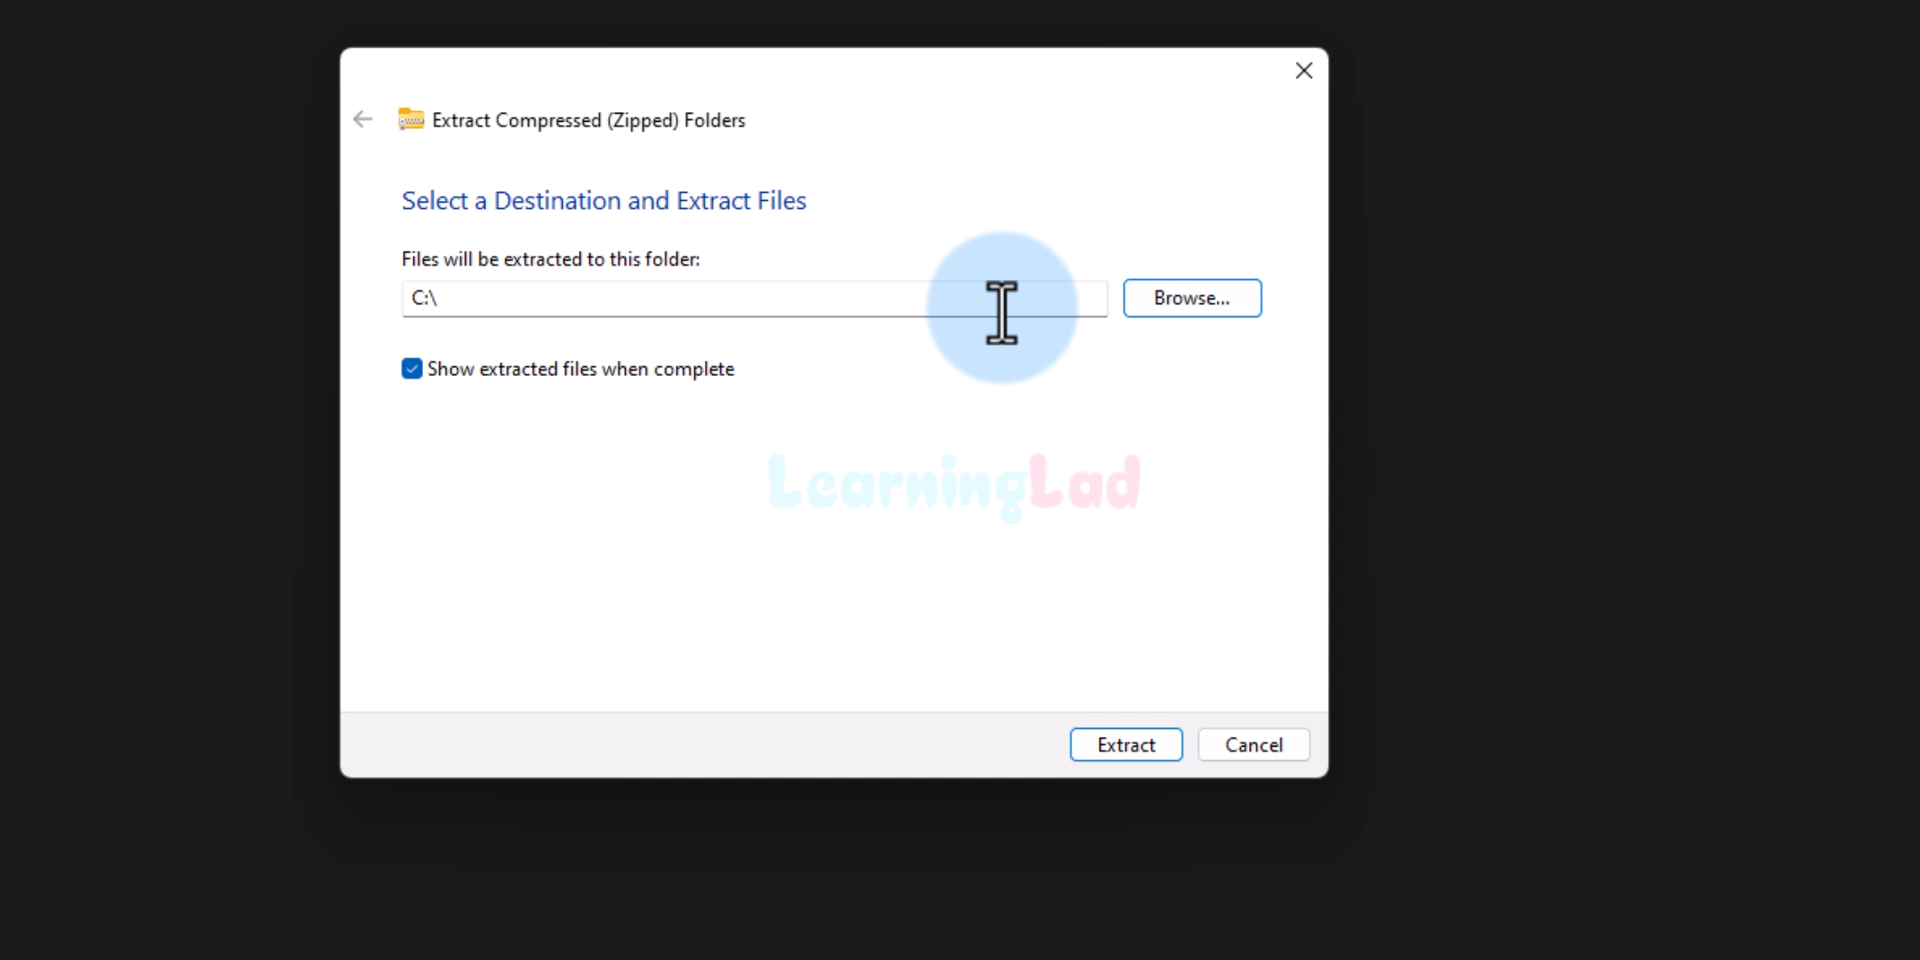 Extract Compressed (Zipped) Folders
Select a Destination and Extract Files
Files will be extracted to this folder:
C:\
Browse...
Show extracted files when complete
LearningLad
Extract
Cancel